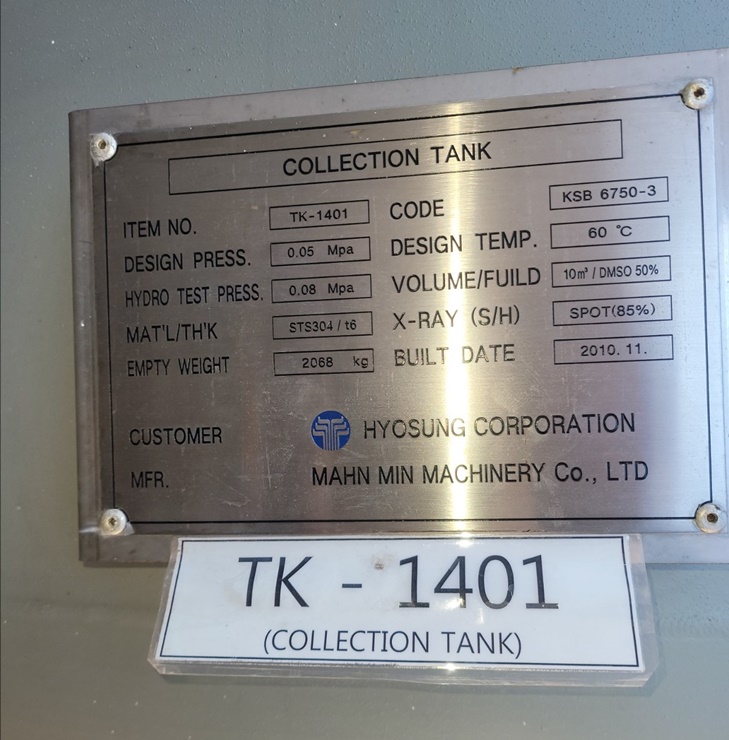 COLLECTION TANK
ITEM NO. TK-1401 CODE KSB 6750-3
DESIGN PRESS. 0.05 Mpa DESIGN TEMP. 60 ℃
HYDRO TEST PRESS. 0.08 Mpa VOLUME/FUILD 10㎥ / DMSO 50%
MAT'L/TH'K STS304 / t6 X-RAY (S/H) SPOT(85%)
EMPTY WEIGHT 2068 kg BUILT DATE 2010. 11.
CUSTOMER HYOSUNG CORPORATION
MFR. MAHN MIN MACHINERY Co., LTD
TK - 1401
(COLLECTION TANK)